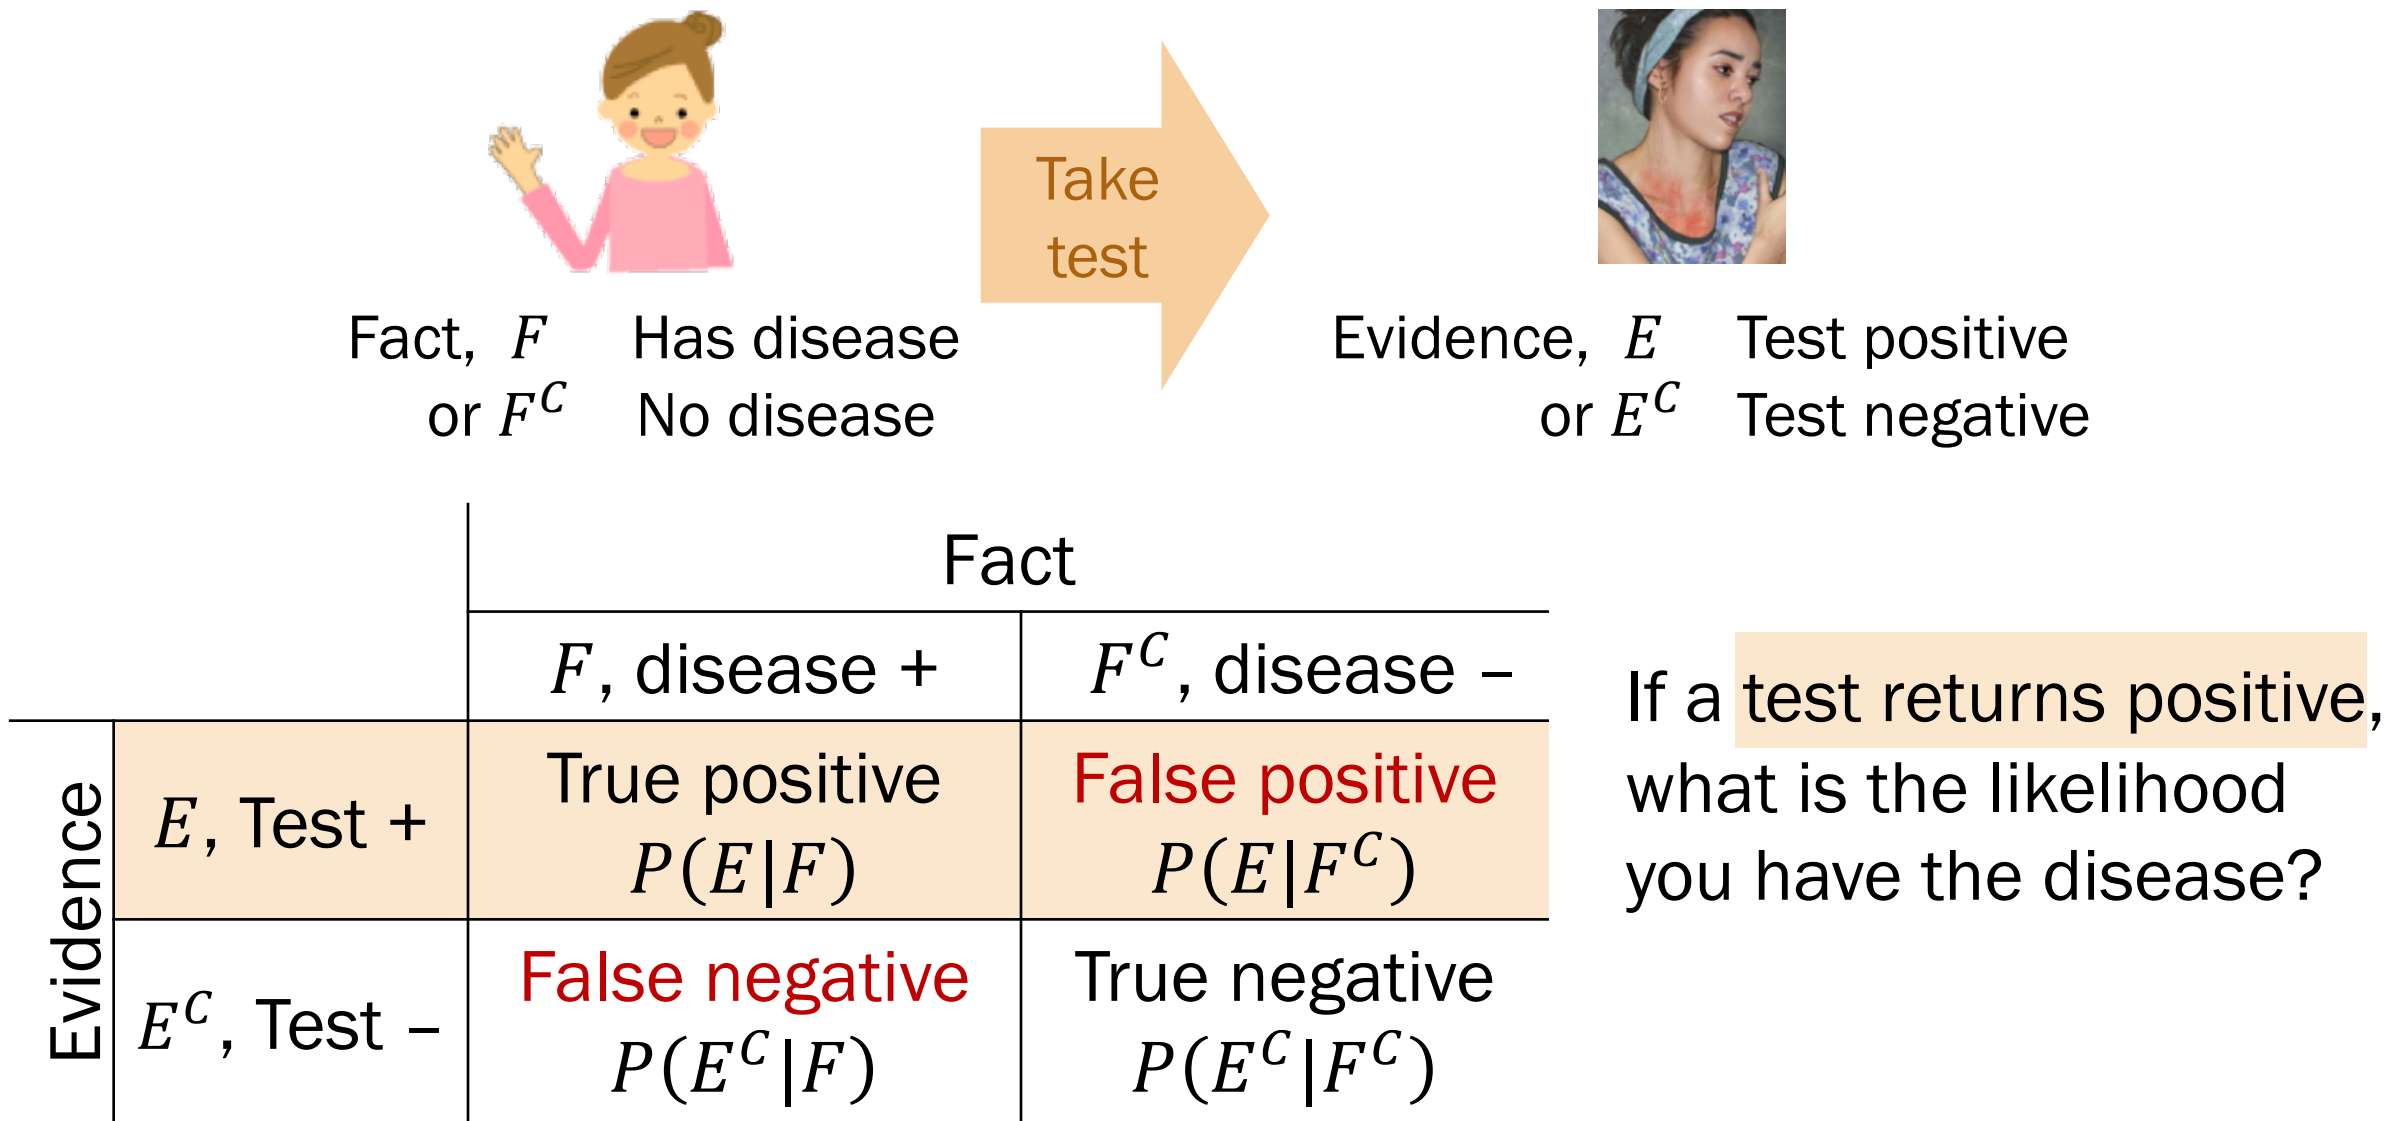 Take
test
Fact, F Has disease
or F^C No disease
Evidence, E Test positive
or E^C Test negative
Fact
F, disease +
F^C, disease –
Evidence
E, Test +
True positive
P(E|F)
False positive
P(E|F^C)
E^C, Test –
False negative
P(E^C|F)
True negative
P(E^C|F^C)
If a test returns positive,
what is the likelihood
you have the disease?